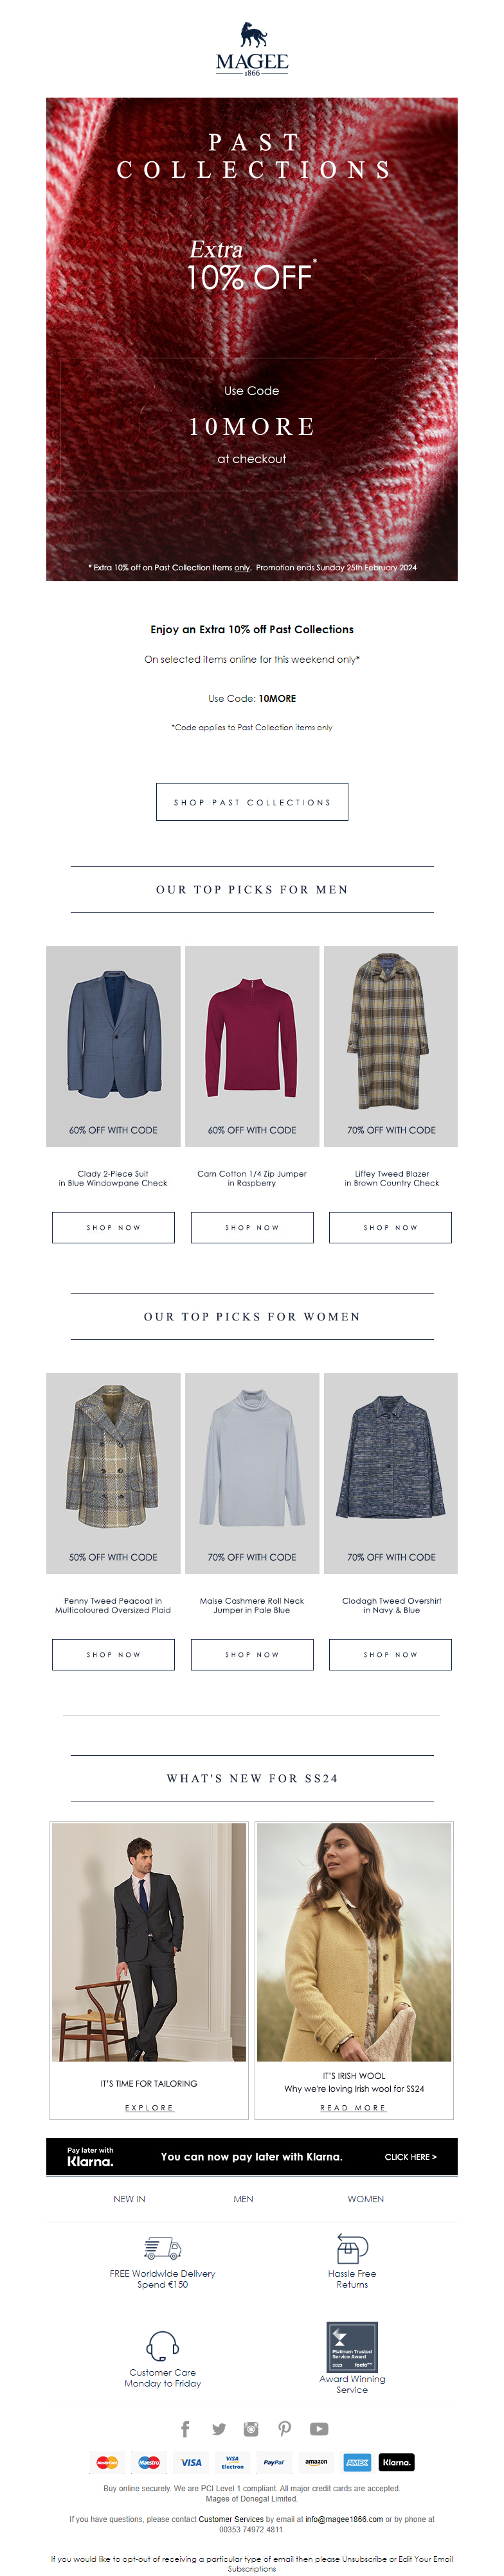 MAGEE
1866
PAST
COLLECTIONS
Extra
10% OFF*
Use Code
10MORE
at checkout
* Extra 10% off on Past Collection Items only. Promotion ends Sunday 25th February 2024
Enjoy an Extra 10% off Past Collections
On selected items online for this weekend only*
Use Code: 10MORE
*Code applies to Past Collection items only
SHOP PAST COLLECTIONS
OUR TOP PICKS FOR MEN
60% OFF WITH CODE
60% OFF WITH CODE
70% OFF WITH CODE
Clady 2-Piece Suit
in Blue Windowpane Check
Carn Cotton 1/4 Zip Jumper
in Raspberry
Liffey Tweed Blazer
in Brown Country Check
SHOP NOW
SHOP NOW
SHOP NOW
OUR TOP PICKS FOR WOMEN
50% OFF WITH CODE
70% OFF WITH CODE
70% OFF WITH CODE
Penny Tweed Peacoat in
Multicoloured Oversized Plaid
Maise Cashmere Roll Neck
Jumper in Pale Blue
Clodagh Tweed Overshirt
in Navy & Blue
SHOP NOW
SHOP NOW
SHOP NOW
WHAT'S NEW FOR SS24
IT'S TIME FOR TAILORING
EXPLORE
IT'S IRISH WOOL
Why we're loving Irish wool for SS24
READ MORE
Pay later with
Klarna.
You can now pay later with Klarna.
CLICK HERE >
NEW IN
MEN
WOMEN
FREE Worldwide Delivery
Spend €150
Hassle Free
Returns
Customer Care
Monday to Friday
Platinum Trusted
Service Award
2023 feefo
Award Winning
Service
MasterCard
Maestro
VISA
VISA
Electron
PayPal
amazon
AMEX
Klarna.
Buy online securely. We are PCI Level 1 compliant. All major credit cards are accepted.
Magee of Donegal Limited.
If you have questions, please contact Customer Services by email at info@magee1866.com or by phone at
00353 74972 4811.
If you would like to opt-out of receiving a particular type of email then please Unsubscribe or Edit Your Email
Subscriptions